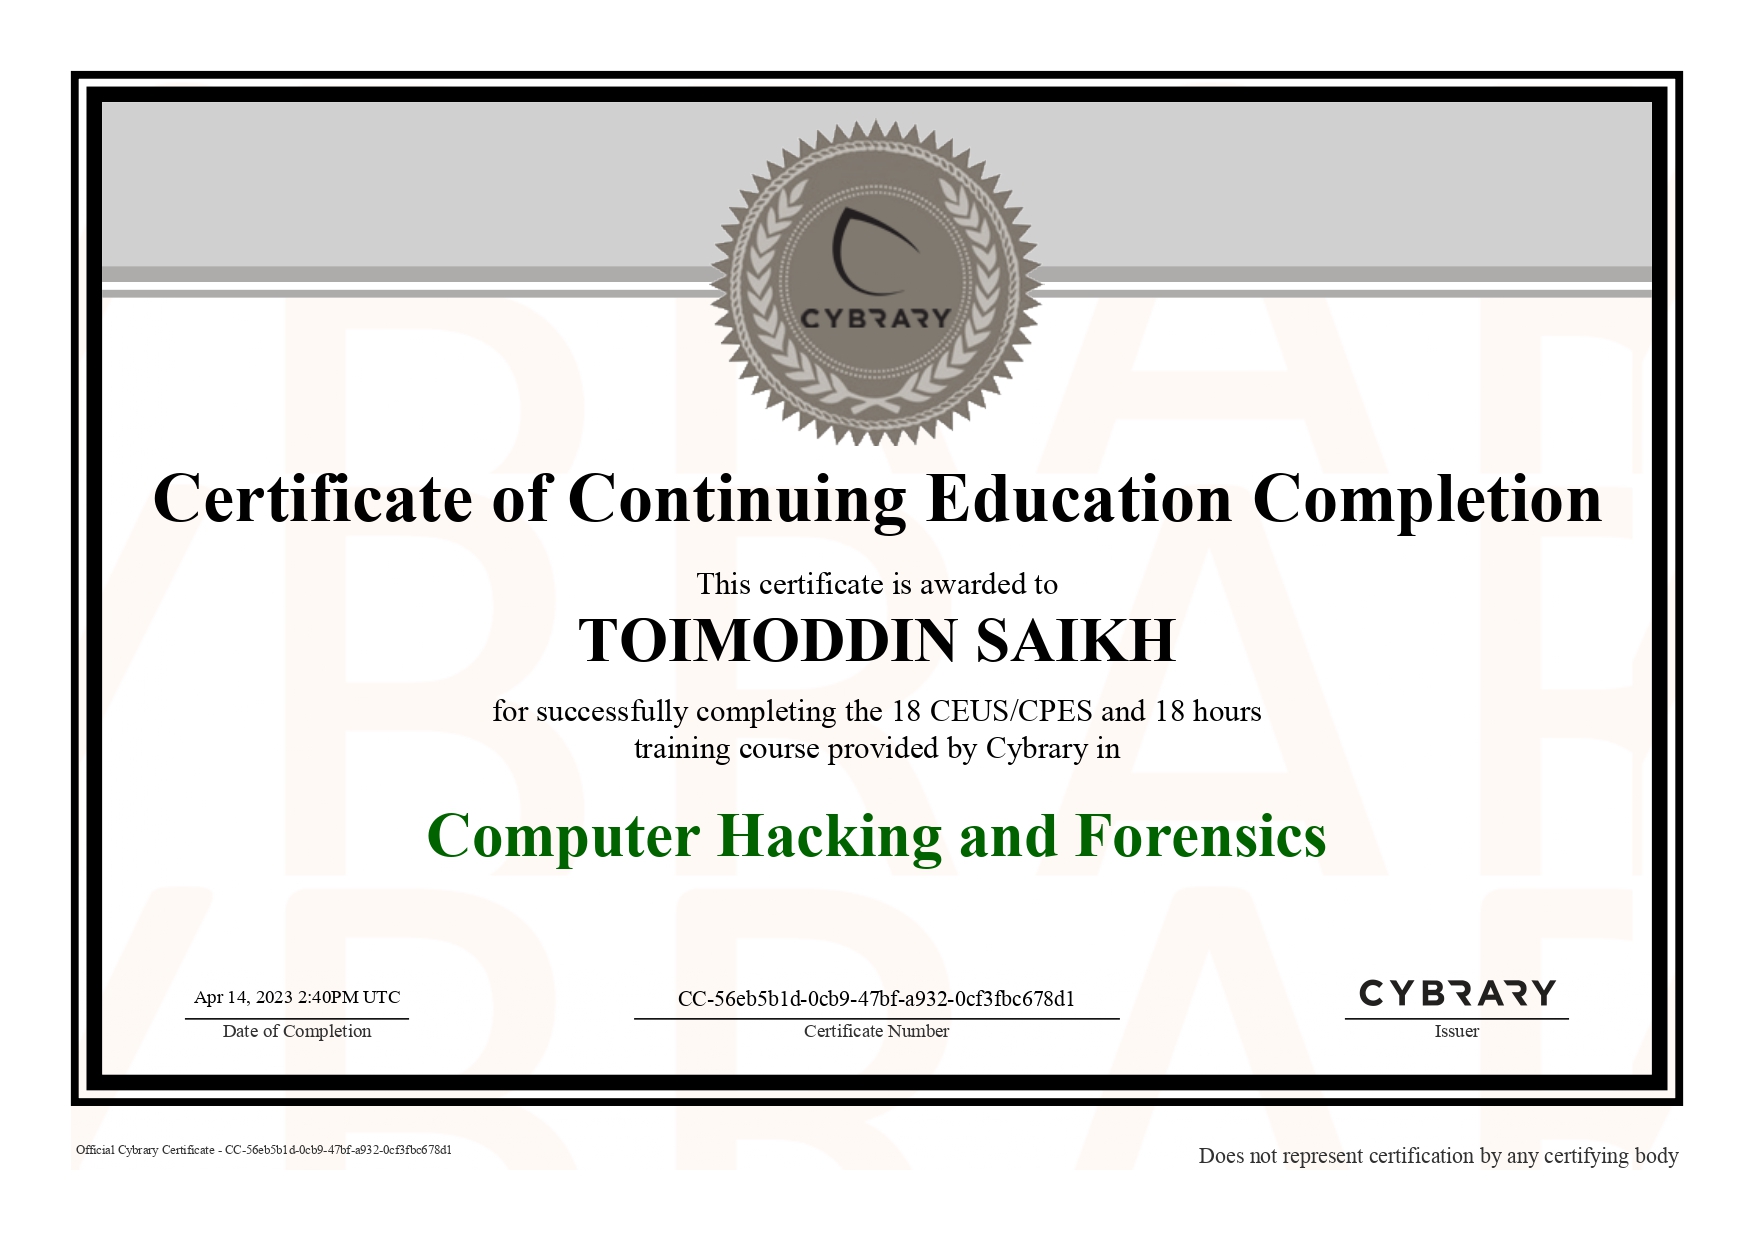 CYBRARY
Certificate of Continuing Education Completion
This certificate is awarded to
TOIMODDIN SAIKH
for successfully completing the 18 CEUS/CPES and 18 hours
training course provided by Cybrary in
Computer Hacking and Forensics
Apr 14, 2023 2:40PM UTC
Date of Completion
CC-56eb5b1d-0cb9-47bf-a932-0cf3fbc678d1
Certificate Number
CYBRARY
Issuer
Official Cybrary Certificate - CC-56eb5b1d-0cb9-47bf-a932-0cf3fbc678d1
Does not represent certification by any certifying body